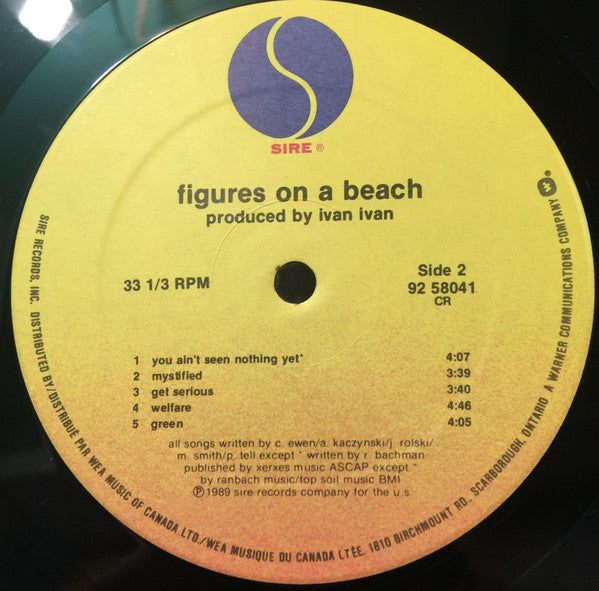 SIRE ®
figures on a beach
produced by ivan ivan
33 1/3 RPM
Side 2
92 58041
CR
1 you ain't seen nothing yet* 4:07
2 mystified 3:39
3 get serious 3:40
4 welfare 4:46
5 green 4:05
all songs written by c. ewen/a. kaczynski/j. rolski/
m. smith/p. tell except * written by r. bachman
published by xerxes music ASCAP except *
by ranbach music/top soil music BMI
Ⓟ 1989 sire records company for the u.s.
SIRE RECORDS, INC. DISTRIBUTED BY/DISTRIBUÉ PAR WEA MUSIC OF CANADA LTD./WEA MUSIQUE DU CANADA LTÉE. 1810 BIRCHMOUNT RD., SCARBOROUGH, ONTARIO A WARNER COMMUNICATIONS COMPANY